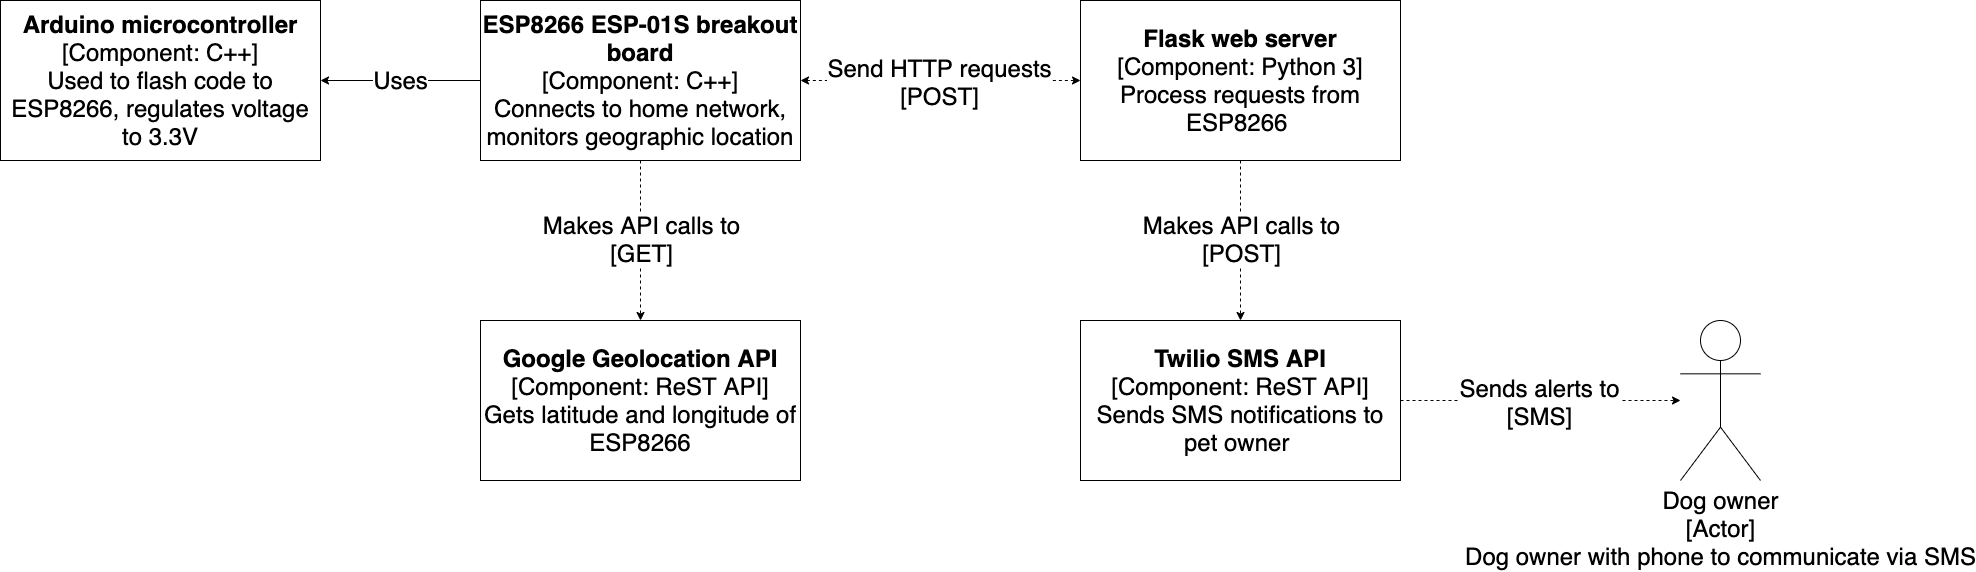 Arduino microcontroller
[Component: C++]
Used to flash code to
ESP8266, regulates voltage
to 3.3V
Uses
ESP8266 ESP-01S breakout
board
[Component: C++]
Connects to home network,
monitors geographic location
Send HTTP requests
[POST]
Flask web server
[Component: Python 3]
Process requests from
ESP8266
Makes API calls to
[GET]
Makes API calls to
[POST]
Google Geolocation API
[Component: ReST API]
Gets latitude and longitude of
ESP8266
Twilio SMS API
[Component: ReST API]
Sends SMS notifications to
pet owner
Sends alerts to
[SMS]
Dog owner
[Actor]
Dog owner with phone to communicate via SMS